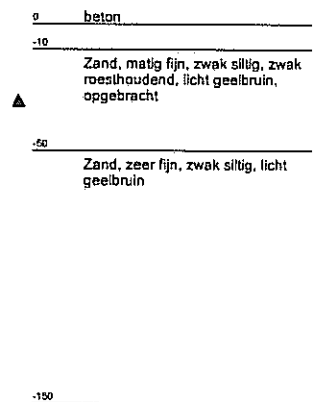 0 beton
-10
Zand, matig fijn, zwak siltig, zwak
roesthoudend, licht geelbruin,
opgebracht
-50
Zand, zeer fijn, zwak siltig, licht
geelbruin
-150